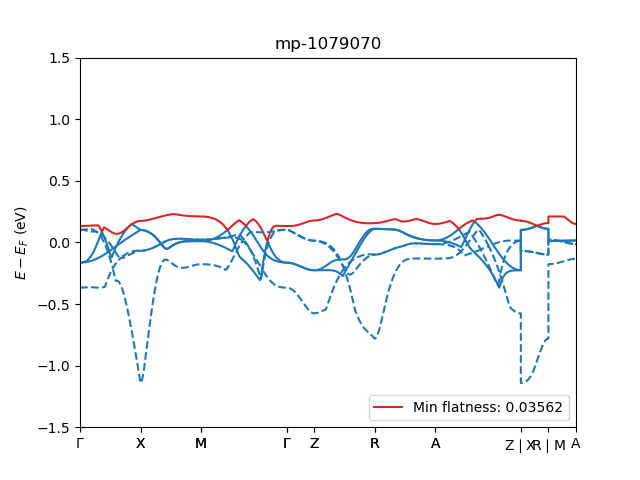 mp-1079070
E − E_F (eV)
1.5
1.0
0.5
0.0
−0.5
−1.0
−1.5
Min flatness: 0.03562
Γ X M Γ Z R A Z | X R | M A